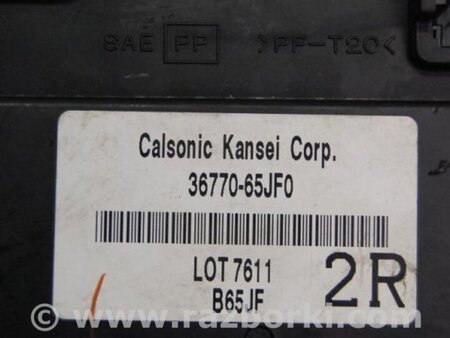 SAE PP >PP-T20<
Calsonic Kansei Corp.
36770-65JF0
LOT 7611
B65JF
2R
© www.razborki.com